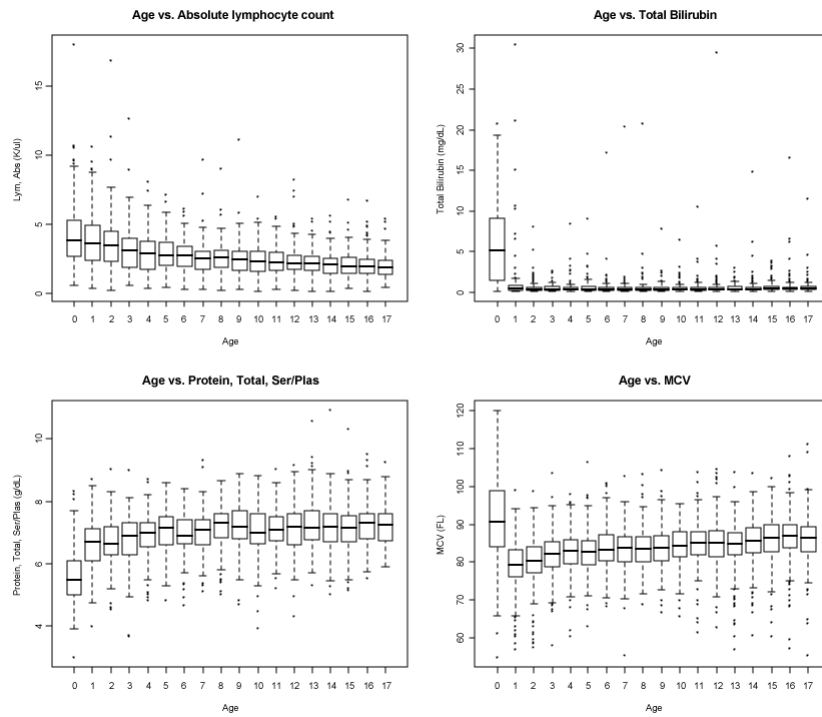 Age vs. Absolute lymphocyte count
Lym, Abs (K/ul)
15
10
5
0
0 1 2 3 4 5 6 7 8 9 10 11 12 13 14 15 16 17
Age
Age vs. Total Bilirubin
Total Bilirubin (mg/dL)
30
25
20
15
10
5
0
0 1 2 3 4 5 6 7 8 9 10 11 12 13 14 15 16 17
Age
Age vs. Protein, Total, Ser/Plas
Protein, Total, Ser/Plas (g/dL)
10
8
6
4
0 1 2 3 4 5 6 7 8 9 10 11 12 13 14 15 16 17
Age
Age vs. MCV
MCV (FL)
120
110
100
90
80
70
60
0 1 2 3 4 5 6 7 8 9 10 11 12 13 14 15 16 17
Age